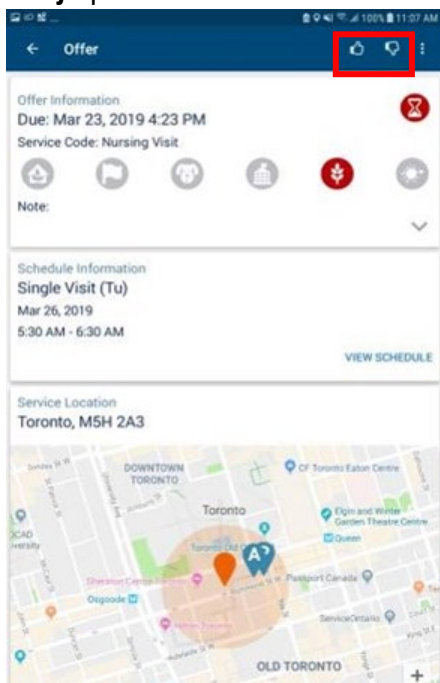 100% 11:07 AM
Offer
Offer Information
Due: Mar 23, 2019 4:23 PM
Service Code: Nursing Visit
Note:
Schedule Information
Single Visit (Tu)
Mar 26, 2019
5:30 AM - 6:30 AM
VIEW SCHEDULE
Service Location
Toronto, M5H 2A3
DOWNTOWN
TORONTO
CF Toronto Eaton Centre
Toronto
Elgin and Winter
Garden Theatre Centre
Queen
Toronto Old
A
Passport Canada
Osgoode
ServiceOntario
OLD TORONTO
+